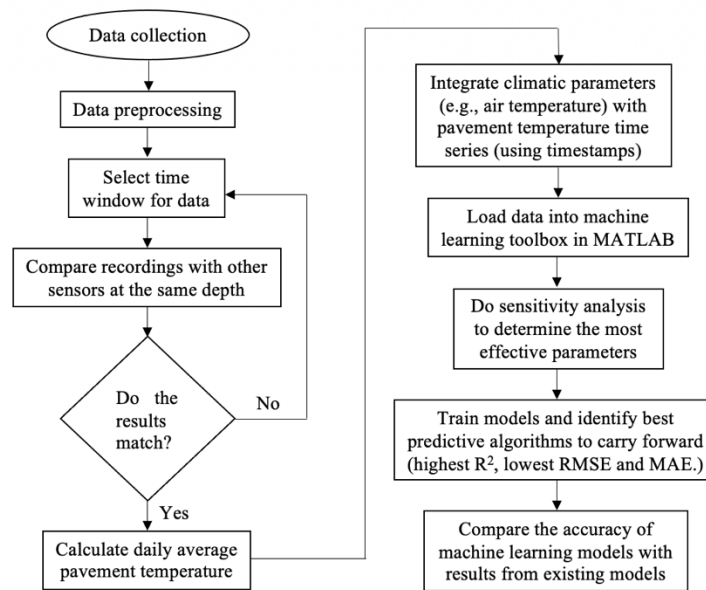 Data collection
Data preprocessing
Select time
window for data
Compare recordings with other
sensors at the same depth
Do the
results
match?
No
Yes
Calculate daily average
pavement temperature
Integrate climatic parameters
(e.g., air temperature) with
pavement temperature time
series (using timestamps)
Load data into machine
learning toolbox in MATLAB
Do sensitivity analysis
to determine the most
effective parameters
Train models and identify best
predictive algorithms to carry forward
(highest R², lowest RMSE and MAE.)
Compare the accuracy of
machine learning models with
results from existing models